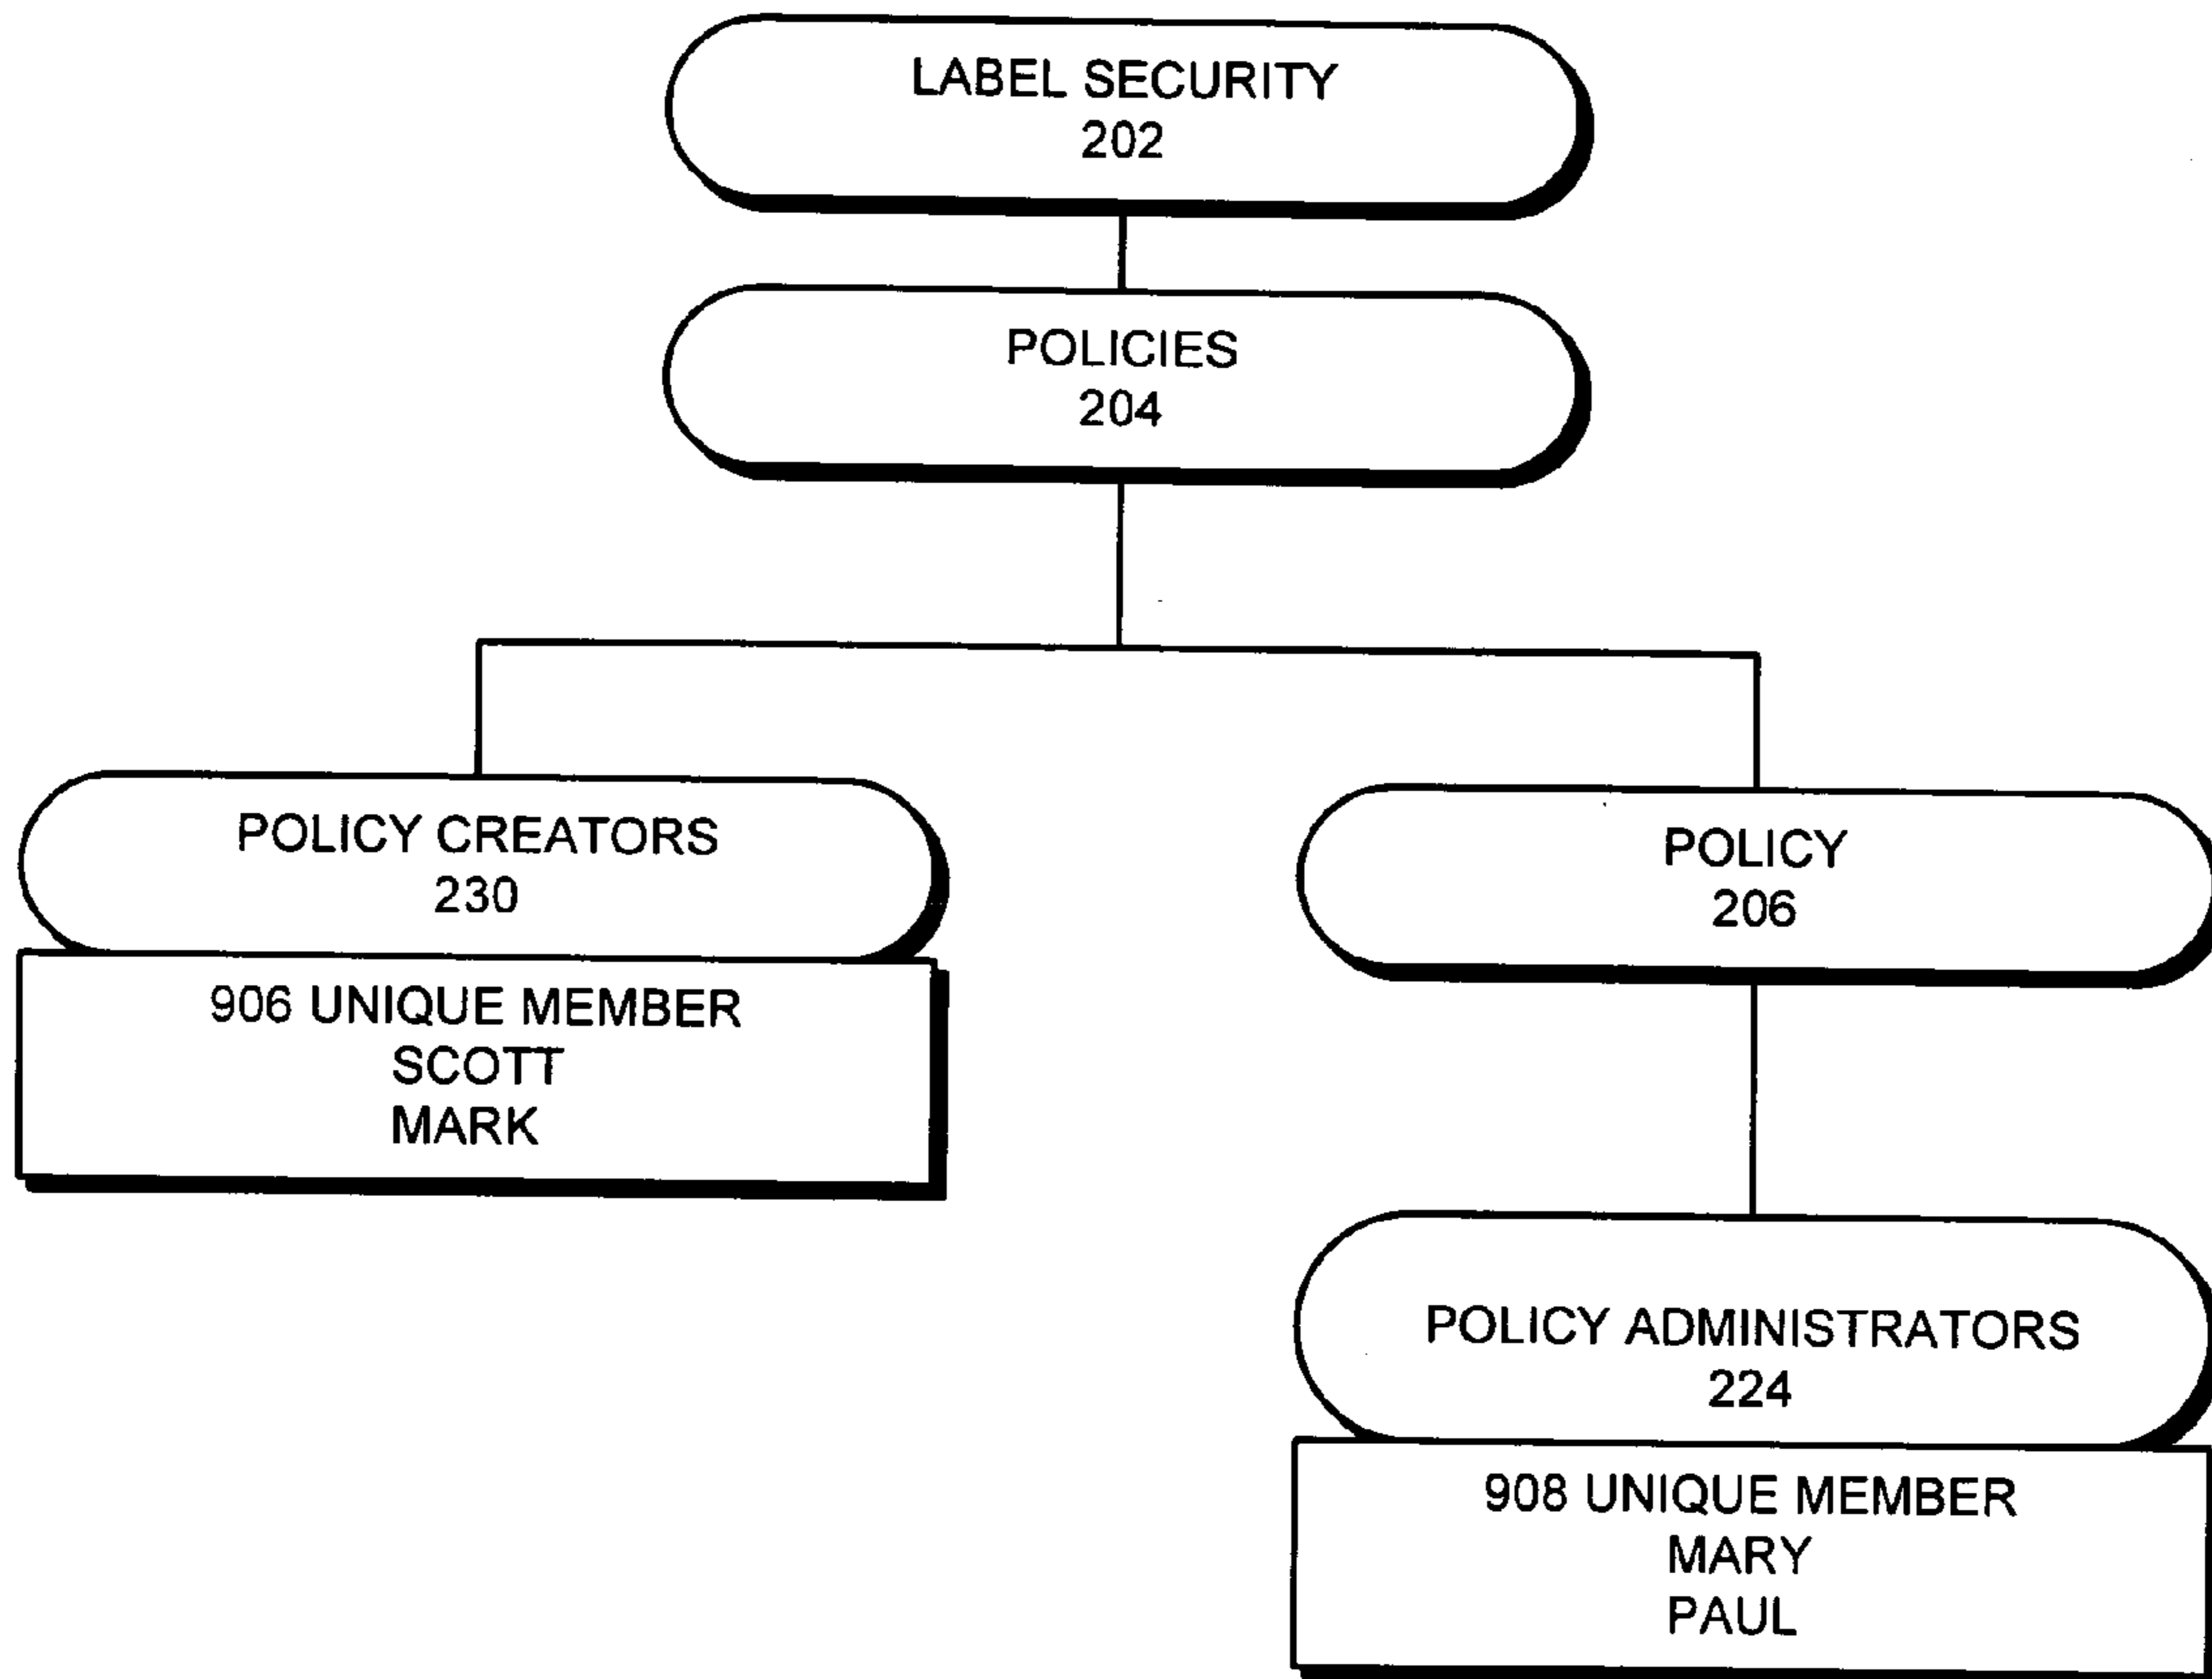 LABEL SECURITY
202
POLICIES
204
POLICY CREATORS
230
906 UNIQUE MEMBER
SCOTT
MARK
POLICY
206
POLICY ADMINISTRATORS
224
908 UNIQUE MEMBER
MARY
PAUL